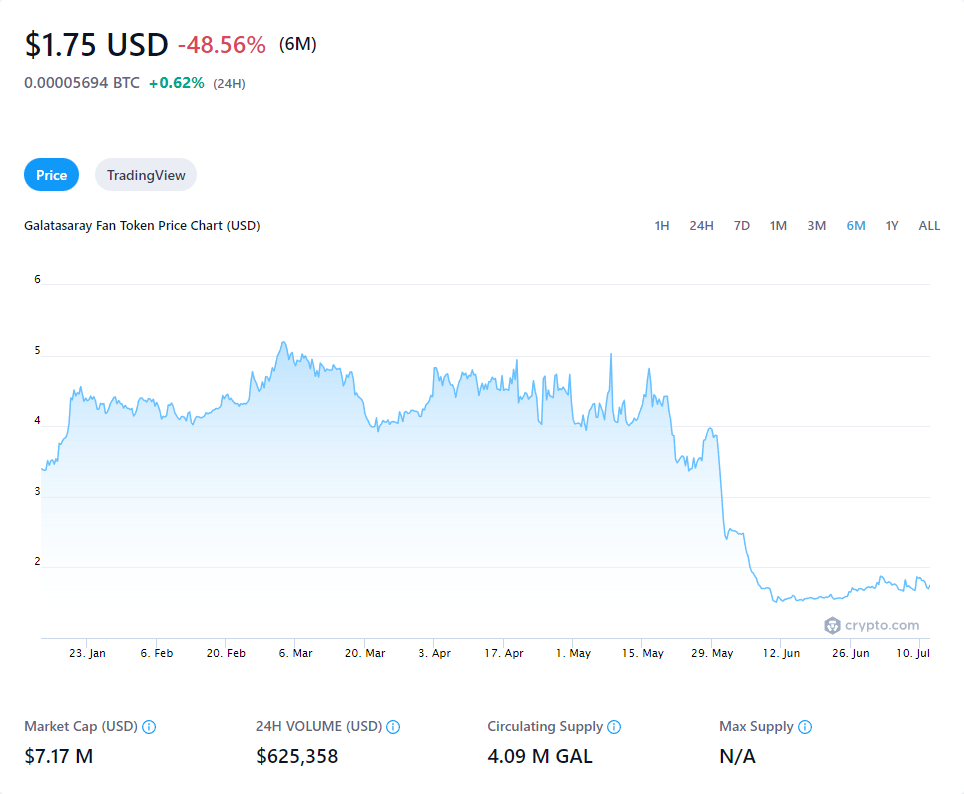 $1.75 USD -48.56% (6M)
0.00005694 BTC +0.62% (24H)
Price TradingView
Galatasaray Fan Token Price Chart (USD) 1H 24H 7D 1M 3M 6M 1Y ALL
6
5
4
3
2
crypto.com
23. Jan 6. Feb 20. Feb 6. Mar 20. Mar 3. Apr 17. Apr 1. May 15. May 29. May 12. Jun 26. Jun 10. Jul
Market Cap (USD) 24H VOLUME (USD) Circulating Supply Max Supply
$7.17 M $625,358 4.09 M GAL N/A